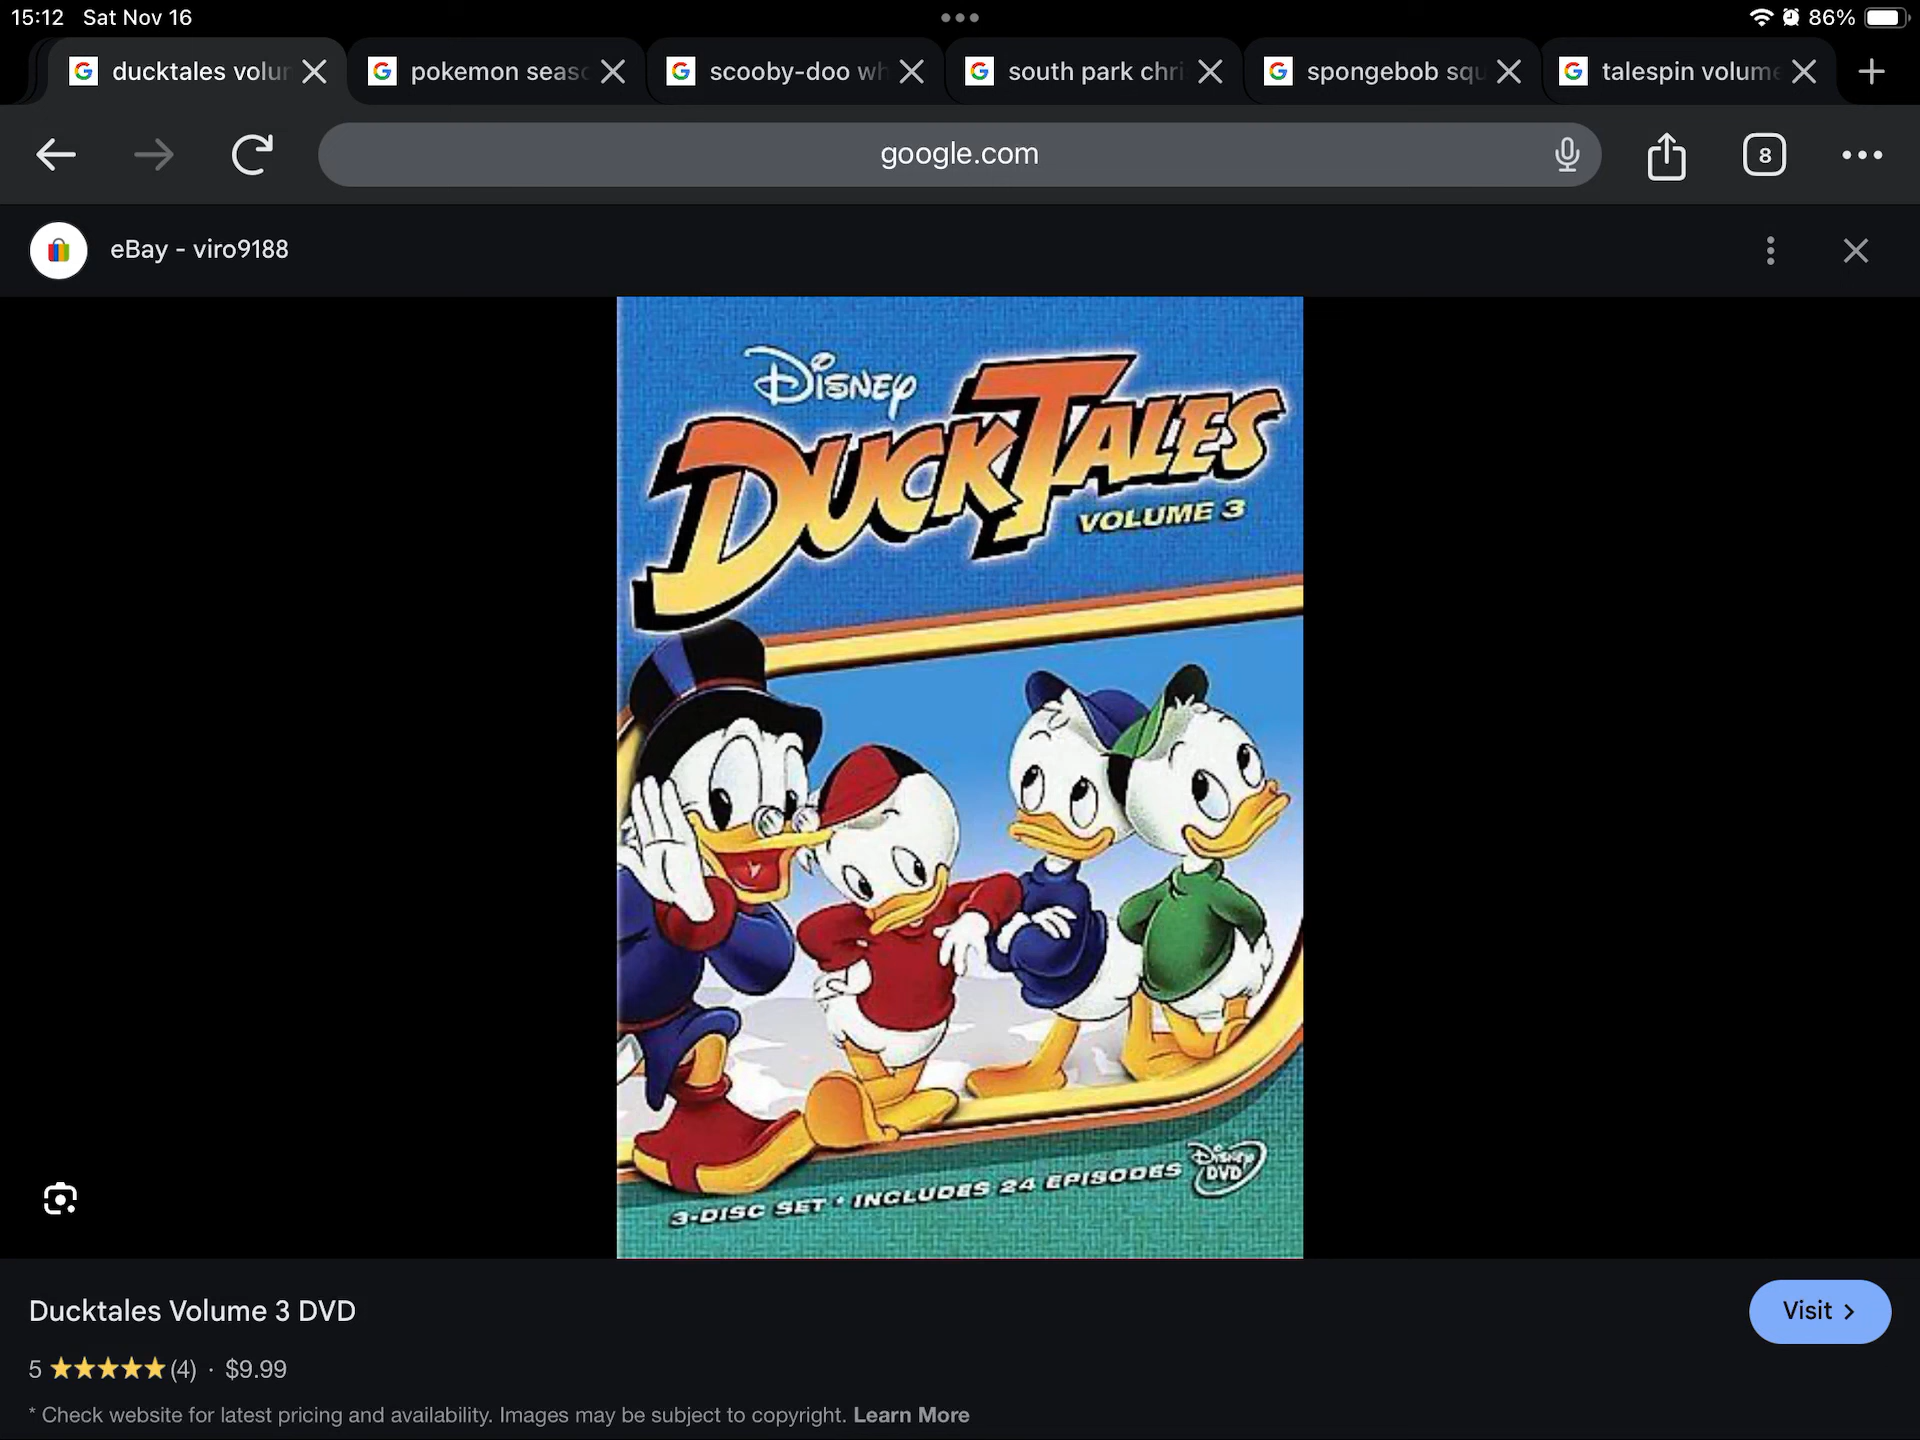 15:12 Sat Nov 16
86%
ducktales volu
pokemon seas
scooby-doo wh
south park chri
spongebob squ
talespin volume
google.com
8
eBay - viro9188
Disney
DUCKTALES
VOLUME 3
3-DISC SET • INCLUDES 24 EPISODES
Disney
DVD
Ducktales Volume 3 DVD
Visit
5 ★★★★★ (4) · $9.99
* Check website for latest pricing and availability. Images may be subject to copyright. Learn More